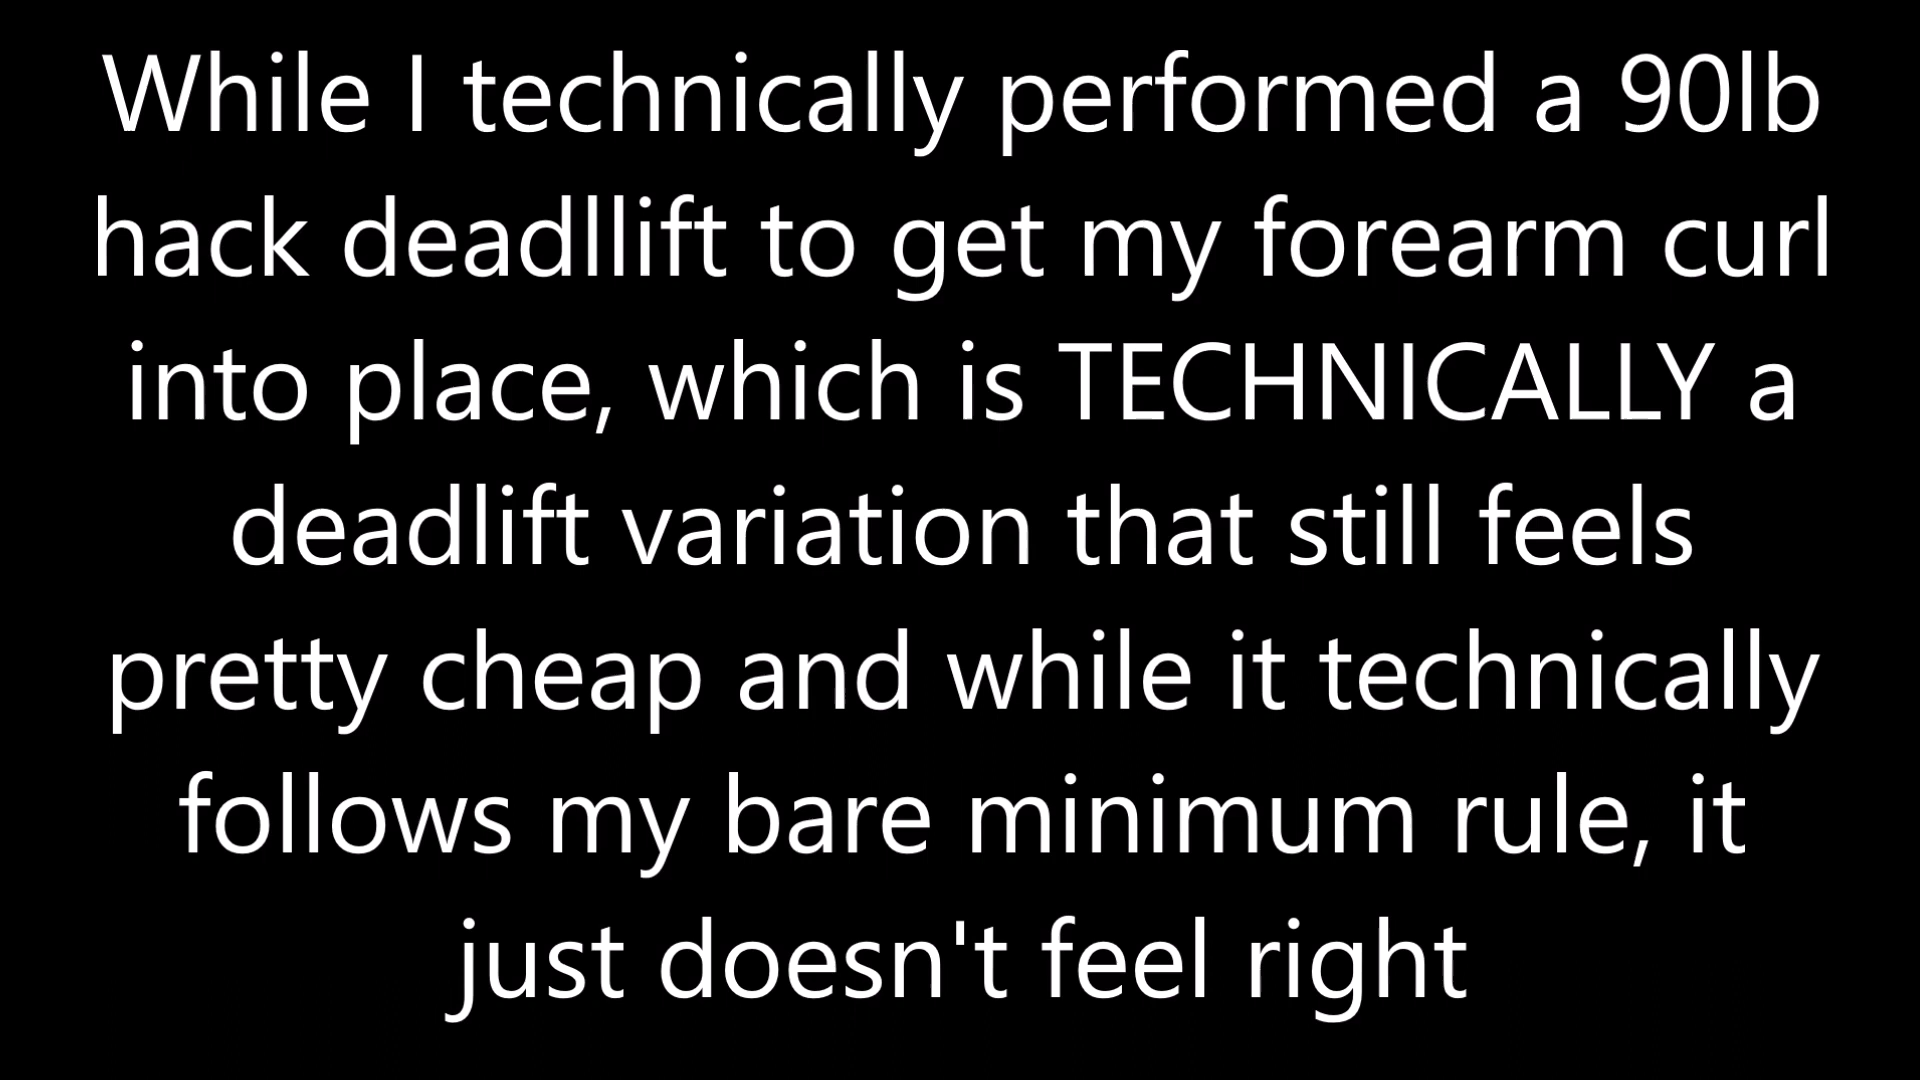 While I technically performed a 90lb
hack deadllift to get my forearm curl
into place, which is TECHNICALLY a
deadlift variation that still feels
pretty cheap and while it technically
follows my bare minimum rule, it
just doesn't feel right